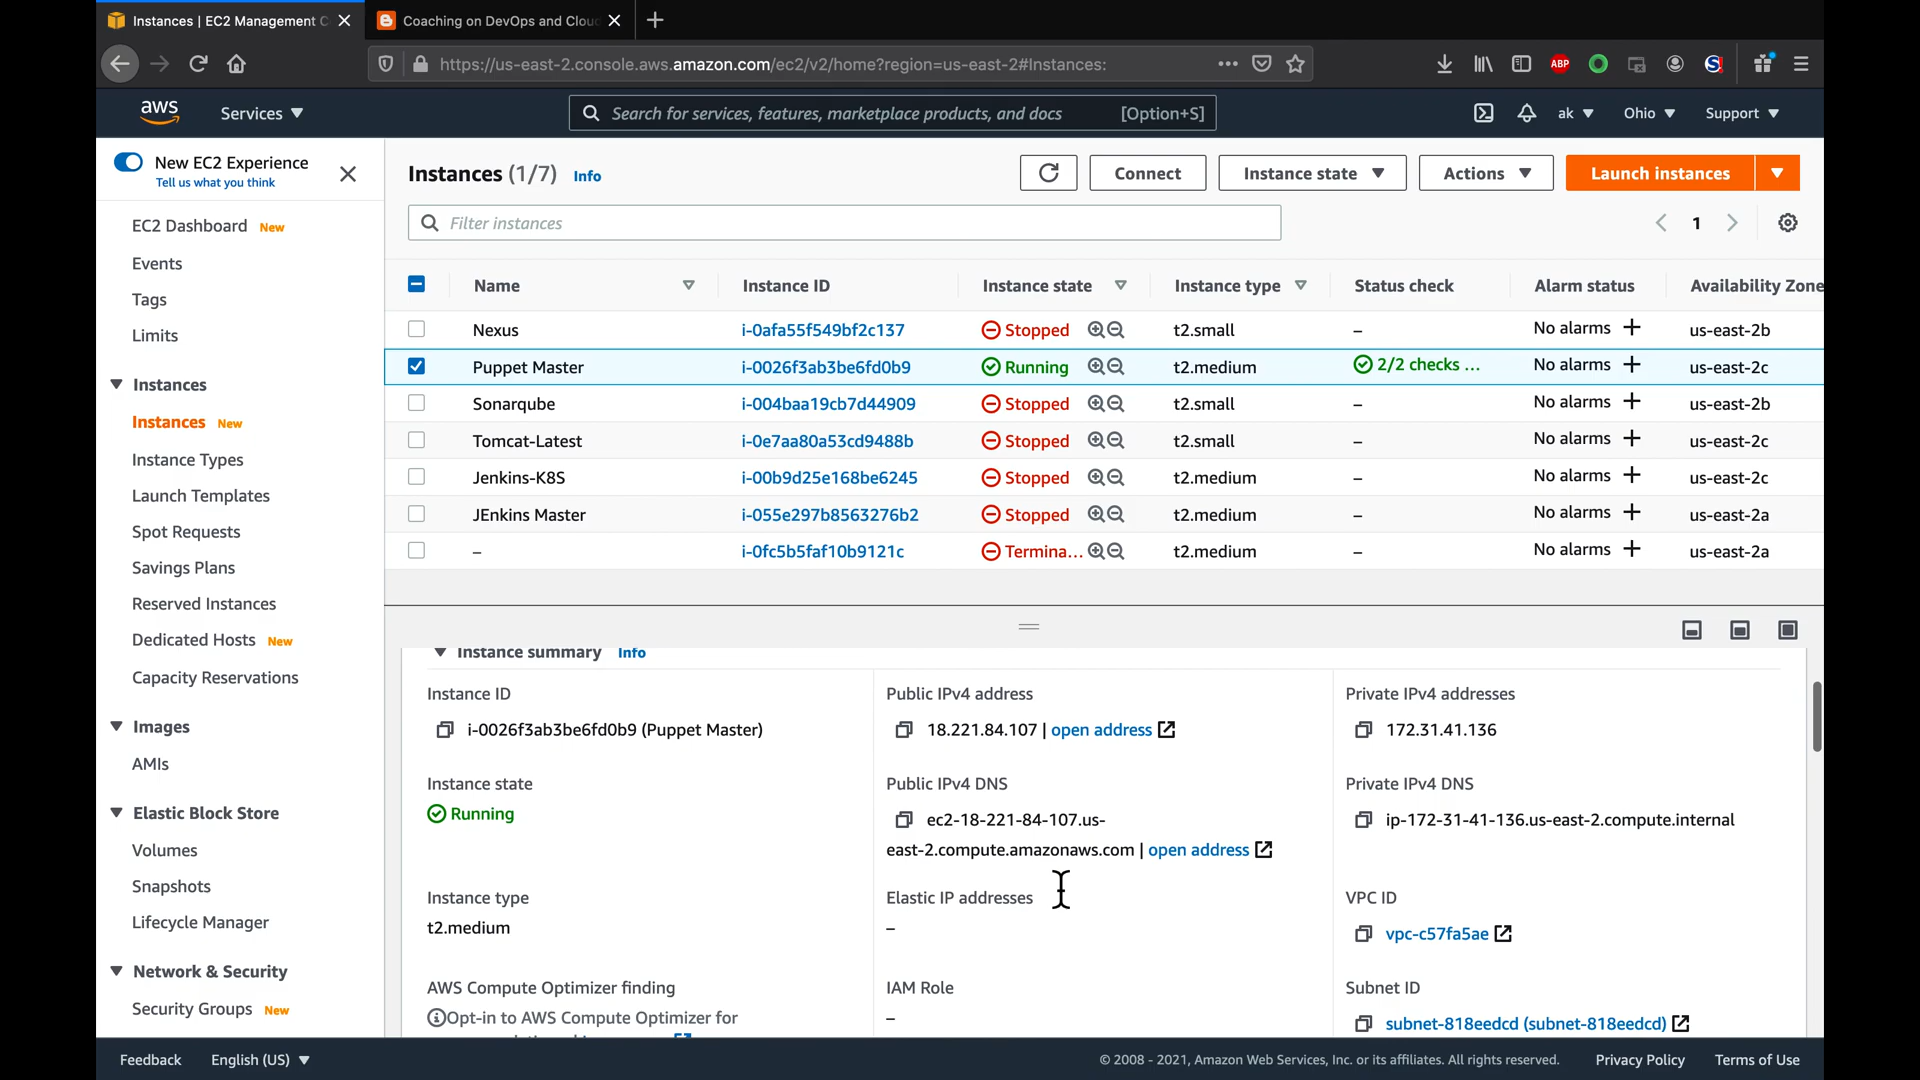 Instances | EC2 Management C
Coaching on DevOps and Clou
https://us-east-2.console.aws.amazon.com/ec2/v2/home?region=us-east-2#Instances:
ABP
aws
Services
Search for services, features, marketplace products, and docs
[Option+S]
ak
Ohio
Support
New EC2 Experience
Tell us what you think
EC2 Dashboard New
Events
Tags
Limits
Instances
Instances New
Instance Types
Launch Templates
Spot Requests
Savings Plans
Reserved Instances
Dedicated Hosts New
Capacity Reservations
Images
AMIs
Elastic Block Store
Volumes
Snapshots
Lifecycle Manager
Network & Security
Security Groups New
Instances (1/7) Info
Connect
Instance state
Actions
Launch instances
Filter instances
1
Name Instance ID Instance state Instance type Status check Alarm status Availability Zone
Nexus i-0afa55f549bf2c137 Stopped t2.small – No alarms + us-east-2b
Puppet Master i-0026f3ab3be6fd0b9 Running t2.medium 2/2 checks ... No alarms + us-east-2c
Sonarqube i-004baa19cb7d44909 Stopped t2.small – No alarms + us-east-2b
Tomcat-Latest i-0e7aa80a53cd9488b Stopped t2.small – No alarms + us-east-2c
Jenkins-K8S i-00b9d25e168be6245 Stopped t2.medium – No alarms + us-east-2c
JEnkins Master i-055e297b8563276b2 Stopped t2.medium – No alarms + us-east-2a
– i-0fc5b5faf10b9121c Termina... t2.medium – No alarms + us-east-2a
Instance summary Info
Instance ID
i-0026f3ab3be6fd0b9 (Puppet Master)
Public IPv4 address
18.221.84.107 | open address
Private IPv4 addresses
172.31.41.136
Instance state
Running
Public IPv4 DNS
ec2-18-221-84-107.us-
east-2.compute.amazonaws.com | open address
Private IPv4 DNS
ip-172-31-41-136.us-east-2.compute.internal
Instance type
t2.medium
Elastic IP addresses
–
VPC ID
vpc-c57fa5ae
AWS Compute Optimizer finding
Opt-in to AWS Compute Optimizer for
IAM Role
–
Subnet ID
subnet-818eedcd (subnet-818eedcd)
Feedback
English (US)
© 2008 - 2021, Amazon Web Services, Inc. or its affiliates. All rights reserved.
Privacy Policy
Terms of Use